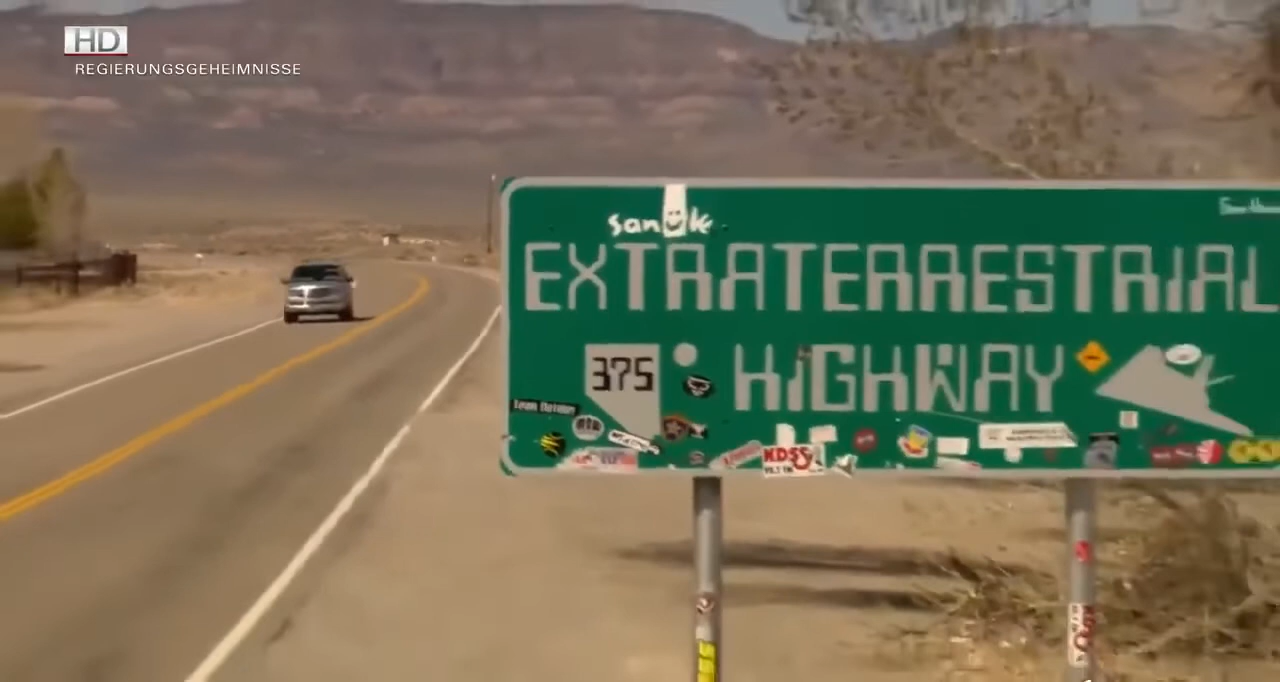 HD
REGIERUNGSGEHEIMNISSE
sanuk
EXTRATERRESTRIAL
HIGHWAY
375
KDSS